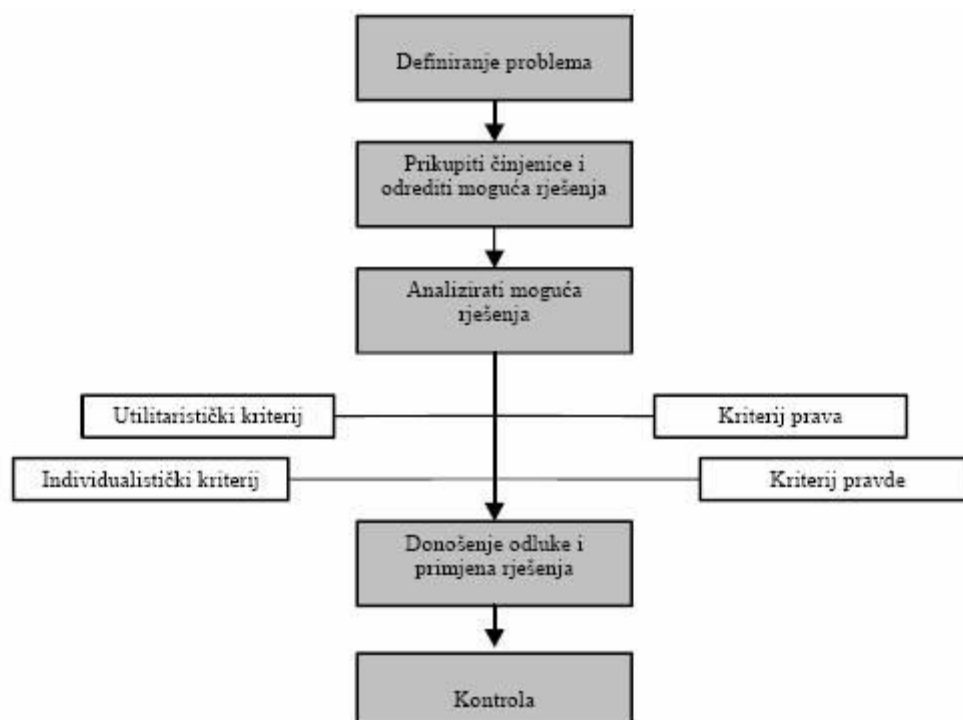 Definiranje problema
Prikupiti činjenice i
odrediti moguća rješenja
Analizirati moguća
rješenja
Utilitaristički kriterij
Kriterij prava
Individualistički kriterij
Kriterij pravde
Donošenje odluke i
primjena rješenja
Kontrola